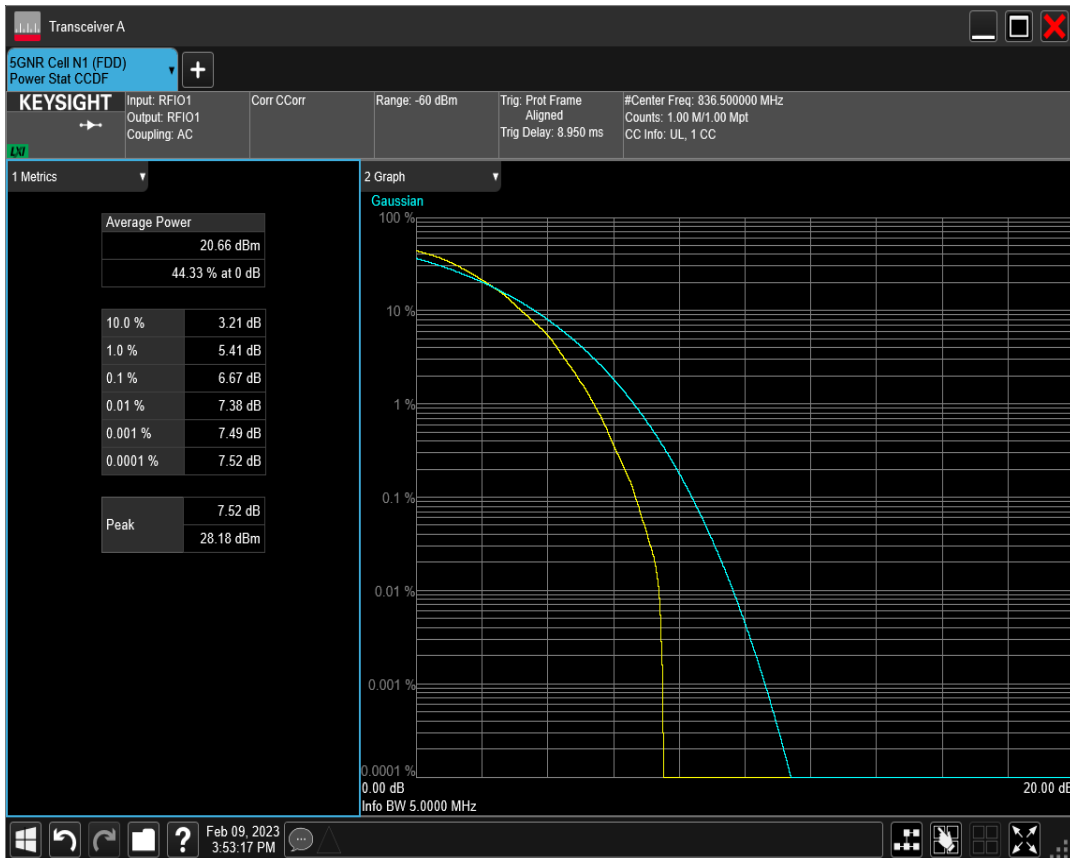 Transceiver A
5GNR Cell N1 (FDD)
Power Stat CCDF
+
KEYSIGHT
LXI
Input: RFIO1
Output: RFIO1
Coupling: AC
Corr CCorr
Range: -60 dBm
Trig: Prot Frame
Aligned
Trig Delay: 8.950 ms
#Center Freq: 836.500000 MHz
Counts: 1.00 M/1.00 Mpt
CC Info: UL, 1 CC
1 Metrics
Average Power
20.66 dBm
44.33 % at 0 dB
10.0 % 3.21 dB
1.0 % 5.41 dB
0.1 % 6.67 dB
0.01 % 7.38 dB
0.001 % 7.49 dB
0.0001 % 7.52 dB
Peak 7.52 dB
28.18 dBm
2 Graph
Gaussian
100 %
10 %
1 %
0.1 %
0.01 %
0.001 %
0.0001 %
0.00 dB 20.00 dB
Info BW 5.0000 MHz
?
Feb 09, 2023
3:53:17 PM